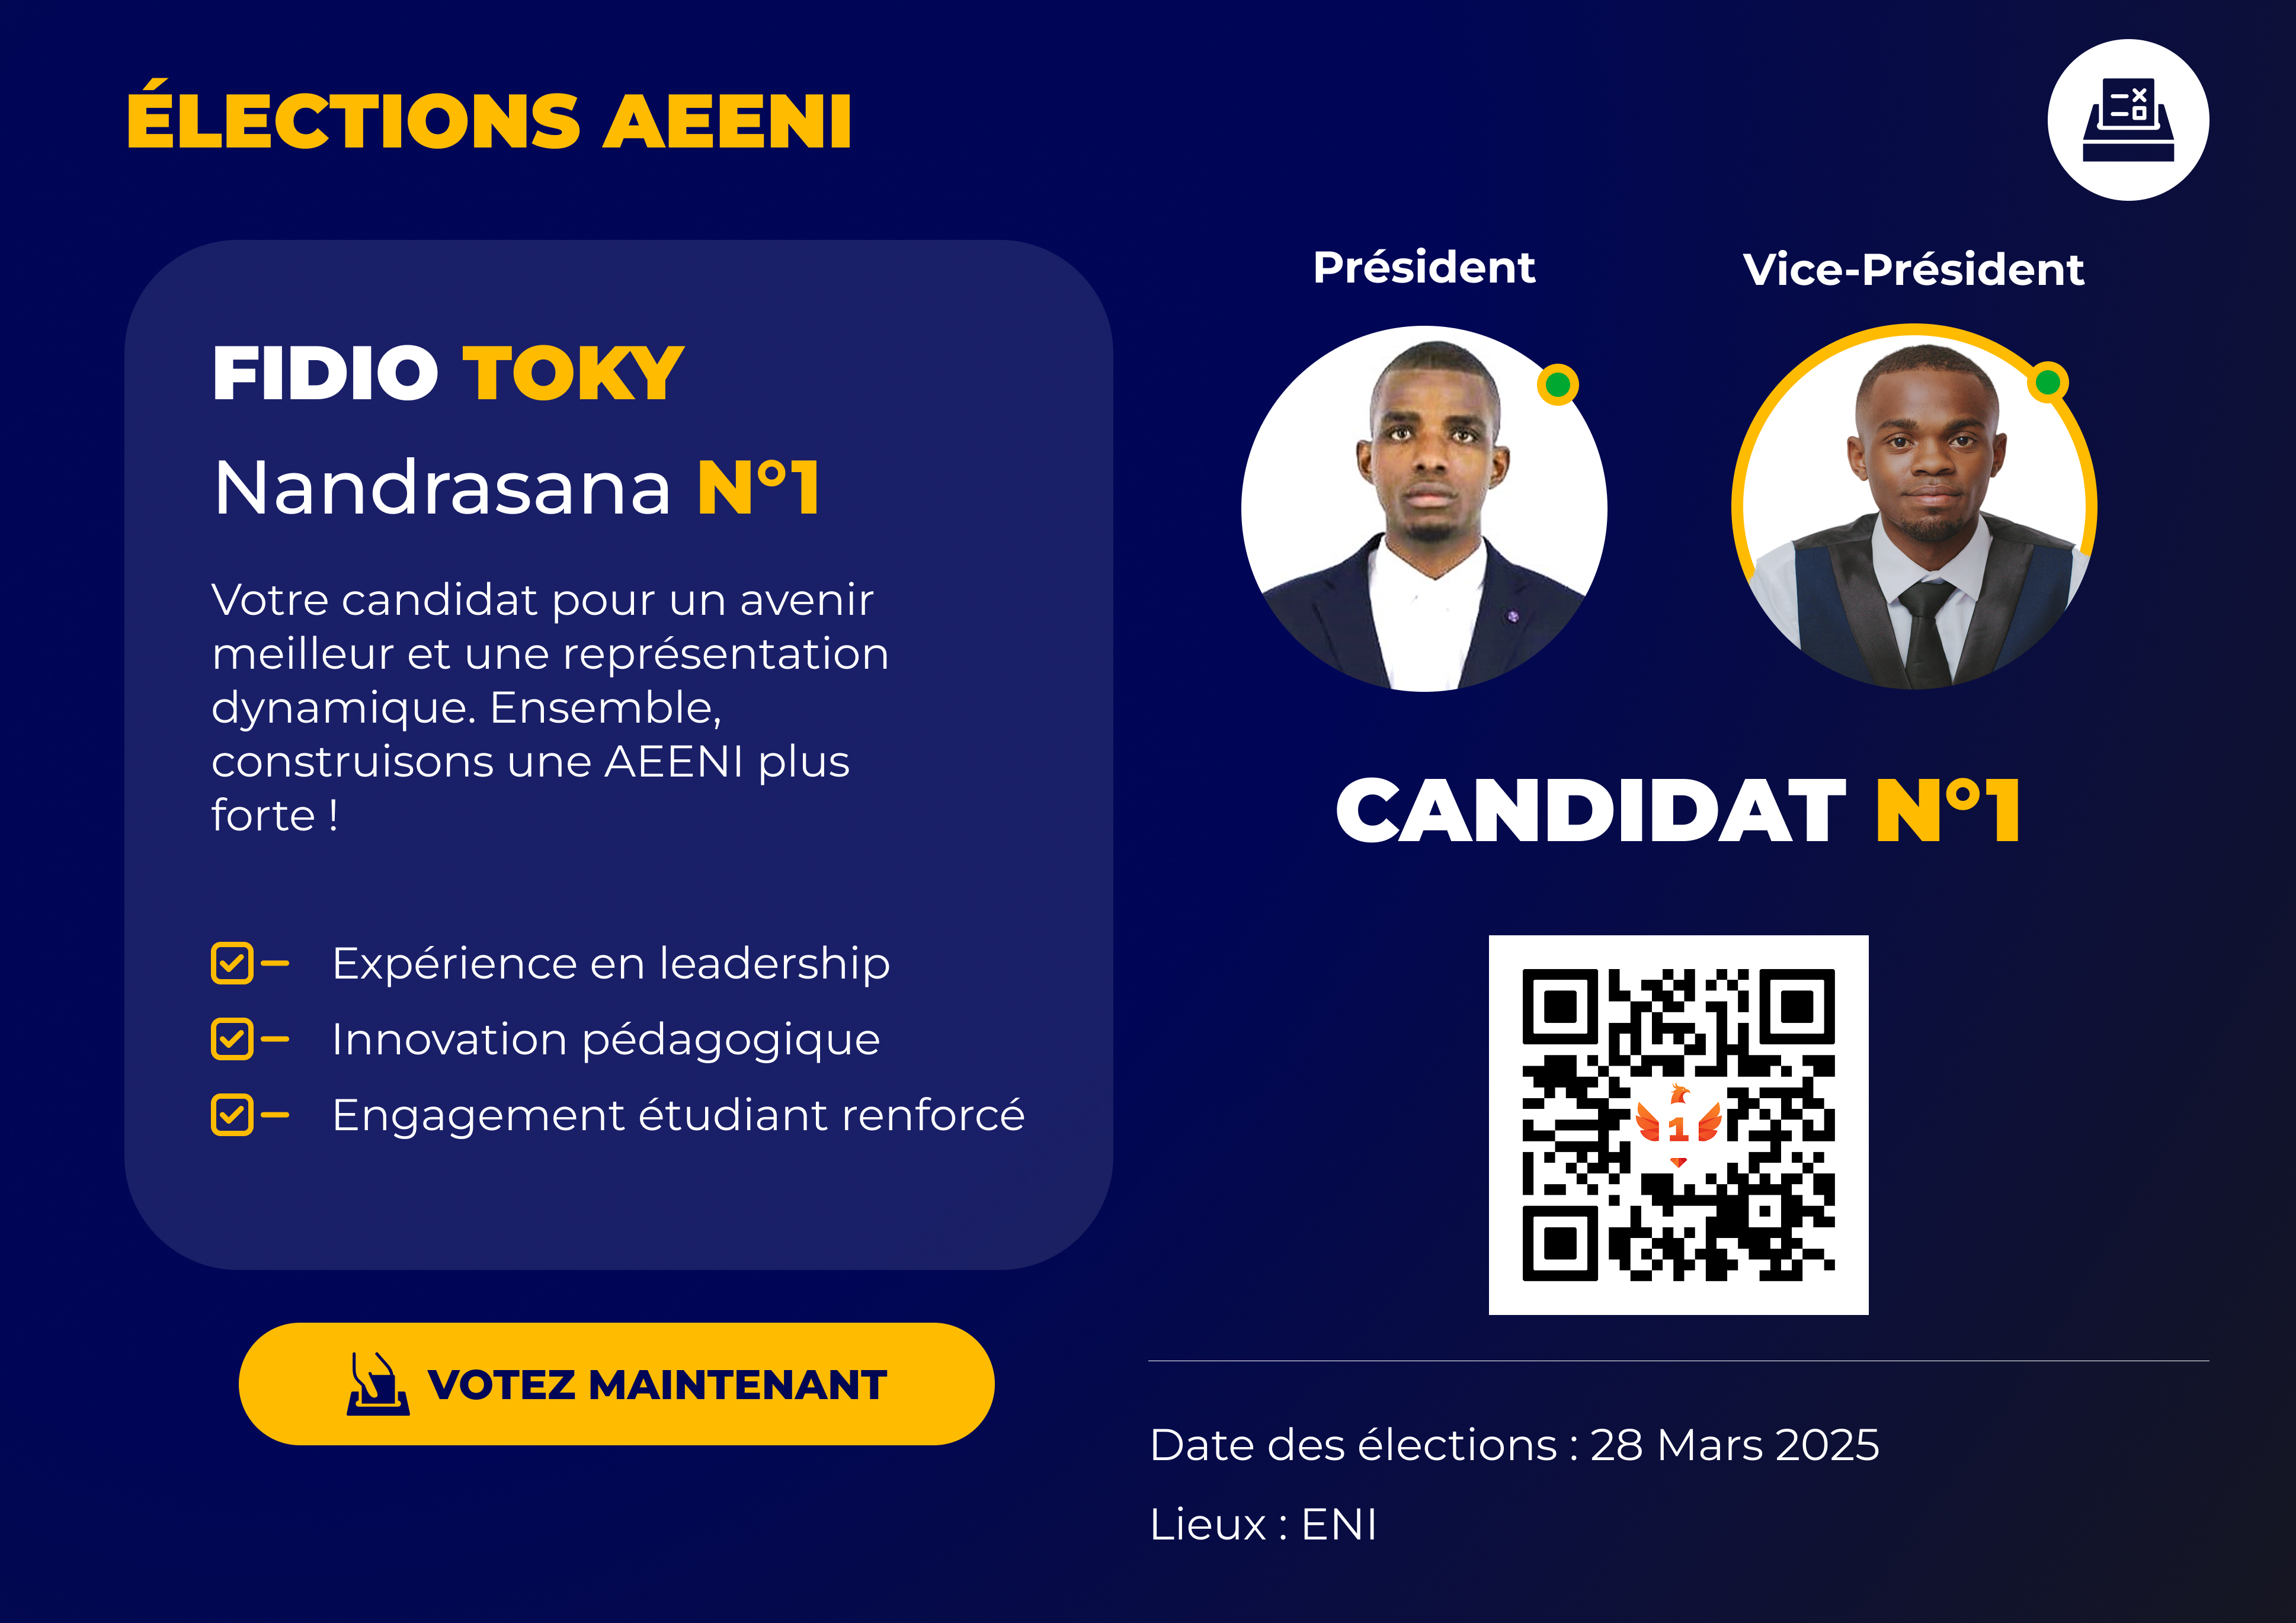 ÉLECTIONS AEENI
FIDIO TOKY
Nandrasana N°1
Votre candidat pour un avenir
meilleur et une représentation
dynamique. Ensemble,
construisons une AEENI plus
forte !
Expérience en leadership
Innovation pédagogique
Engagement étudiant renforcé
VOTEZ MAINTENANT
Président
Vice-Président
CANDIDAT N°1
1
Date des élections : 28 Mars 2025
Lieux : ENI